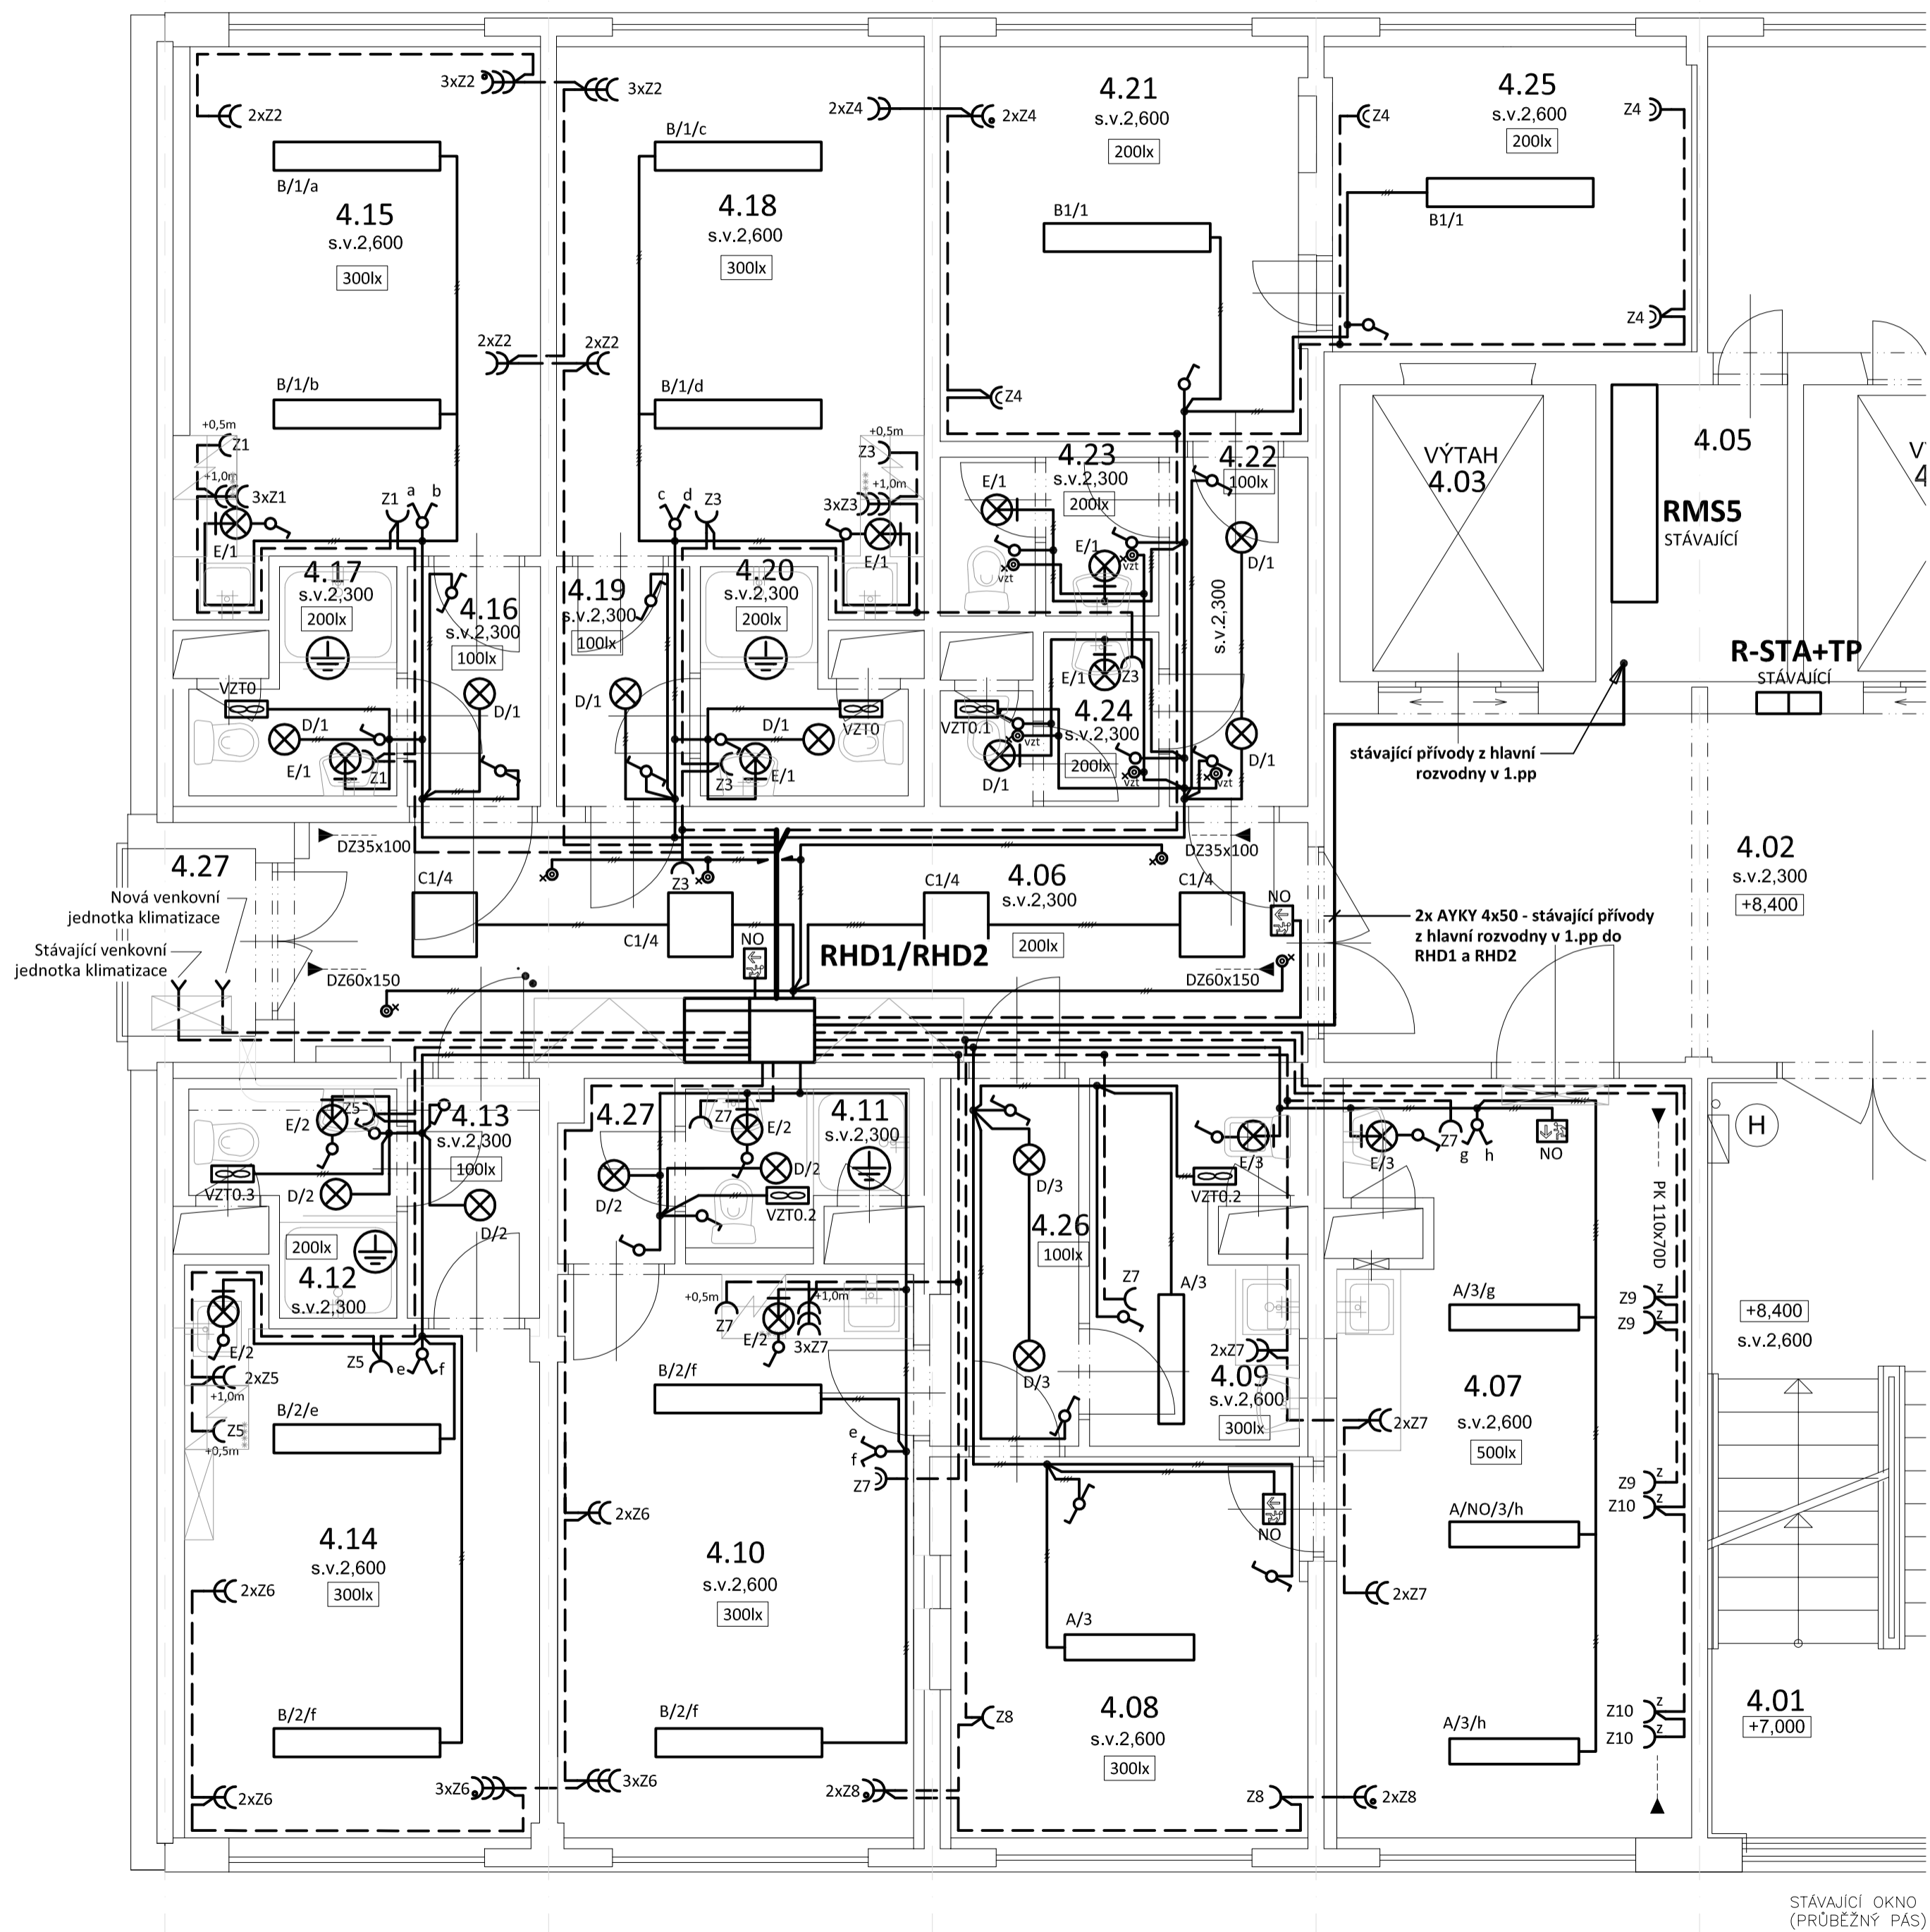 3xZ2
3xZ2
2xZ2
2xZ4
2xZ4
4.21
s.v.2,600
200lx
4.25
s.v.2,600
200lx
Z4
Z4
B/1/a
B/1/c
4.15
s.v.2,600
300lx
4.18
s.v.2,600
300lx
B1/1
B1/1
Z4
2xZ2
2xZ2
B/1/b
B/1/d
Z4
+0,5m
Z1
+1,0m
3xZ1
E/1
Z1
a
b
c
d
Z3
+0,5m
Z3
+1,0m
3xZ3
E/1
4.23
s.v.2,300
200lx
4.22
100lx
E/1
E/1
vzt
vzt
D/1
s.v.2,300
VÝTAH
4.03
4.05
RMS5
STÁVAJÍCÍ
4.17
s.v.2,300
200lx
4.16
s.v.2,300
100lx
4.19
s.v.2,300
100lx
4.20
s.v.2,300
200lx
R-STA+TP
STÁVAJÍCÍ
VZT0
D/1
E/1
Z1
D/1
D/1
D/1
VZT0
Z3
E/1
E/1
Z3
VZT0.1
vzt
D/1
4.24
s.v.2,300
200lx
vzt
vzt
D/1
stávající přívody z hlavní
rozvodny v 1.pp
4.27
DZ35x100
DZ35x100
Nová venkovní
jednotka klimatizace
Stávající venkovní
jednotka klimatizace
C1/4
C1/4
Z3
C1/4
4.06
s.v.2,300
200lx
C1/4
NO
NO
RHD1/RHD2
DZ60x150
DZ60x150
2x AYKY 4x50 - stávající přívody
z hlavní rozvodny v 1.pp do
RHD1 a RHD2
4.02
s.v.2,300
+8,400
Z5
E/2
4.13
s.v.2,300
100lx
VZT0.3
D/2
D/2
200lx
4.12
s.v.2,300
4.27
D/2
Z7
E/2
D/2
VZT0.2
4.11
s.v.2,300
D/3
4.26
100lx
D/3
VZT0.2
E/3
E/3
Z7
g
h
NO
PK 110x70D
H
Z7
A/3
2xZ7
4.09
s.v.2,600
300lx
E/2
2xZ5
+1,0m
Z5
+0,5m
Z5
e
f
+0,5m
Z7
E/2
+1,0m
3xZ7
B/2/e
B/2/f
e
f
Z7
A/3/g
Z9
z
Z9
z
4.07
s.v.2,600
500lx
2xZ7
Z9
z
Z10
z
+8,400
s.v.2,600
4.14
s.v.2,600
300lx
2xZ6
2xZ6
4.10
s.v.2,600
300lx
NO
A/NO/3/h
2xZ7
A/3
B/2/f
B/2/f
Z8
4.08
s.v.2,600
300lx
A/3/h
Z10
z
Z10
z
4.01
+7,000
2xZ6
3xZ6
3xZ6
2xZ8
Z8
2xZ8
STÁVAJÍCÍ OKNO
(PRŮBĚŽNÝ PÁS)